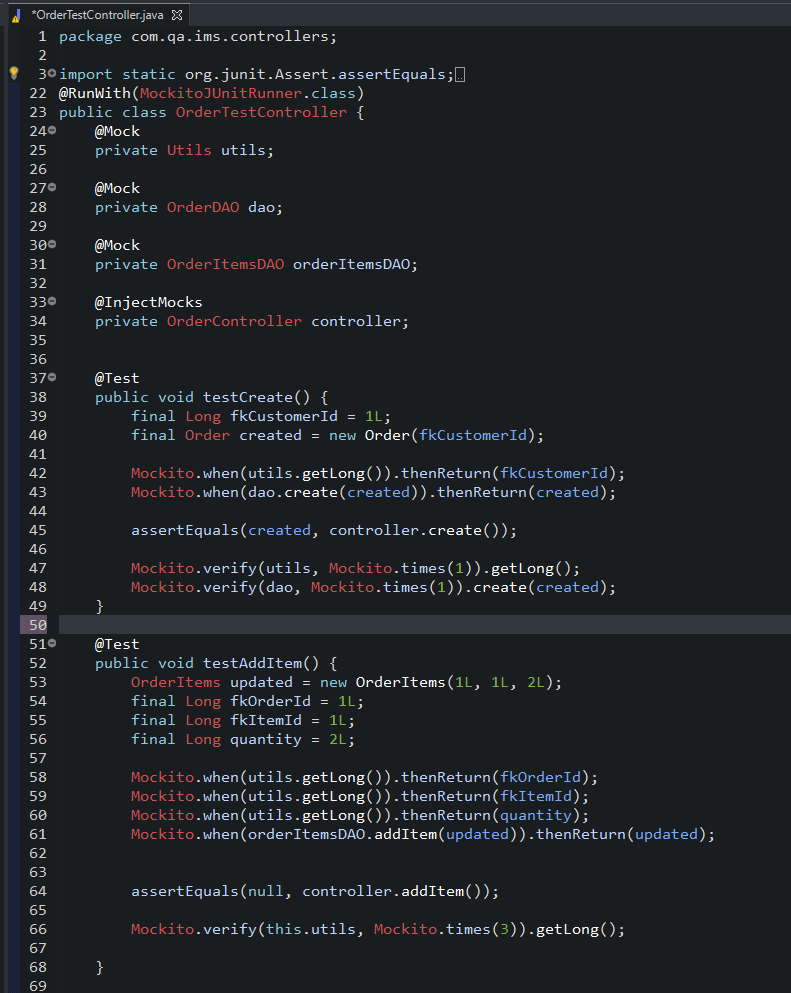 *OrderTestController.java
1 package com.qa.ims.controllers;
2
3 import static org.junit.Assert.assertEquals;
22 @RunWith(MockitoJUnitRunner.class)
23 public class OrderTestController {
24 @Mock
25 private Utils utils;
26
27 @Mock
28 private OrderDAO dao;
29
30 @Mock
31 private OrderItemsDAO orderItemsDAO;
32
33 @InjectMocks
34 private OrderController controller;
35
36
37 @Test
38 public void testCreate() {
39 final Long fkCustomerId = 1L;
40 final Order created = new Order(fkCustomerId);
41
42 Mockito.when(utils.getLong()).thenReturn(fkCustomerId);
43 Mockito.when(dao.create(created)).thenReturn(created);
44
45 assertEquals(created, controller.create());
46
47 Mockito.verify(utils, Mockito.times(1)).getLong();
48 Mockito.verify(dao, Mockito.times(1)).create(created);
49 }
50
51 @Test
52 public void testAddItem() {
53 OrderItems updated = new OrderItems(1L, 1L, 2L);
54 final Long fkOrderId = 1L;
55 final Long fkItemId = 1L;
56 final Long quantity = 2L;
57
58 Mockito.when(utils.getLong()).thenReturn(fkOrderId);
59 Mockito.when(utils.getLong()).thenReturn(fkItemId);
60 Mockito.when(utils.getLong()).thenReturn(quantity);
61 Mockito.when(orderItemsDAO.addItem(updated)).thenReturn(updated);
62
63
64 assertEquals(null, controller.addItem());
65
66 Mockito.verify(this.utils, Mockito.times(3)).getLong();
67
68 }
69